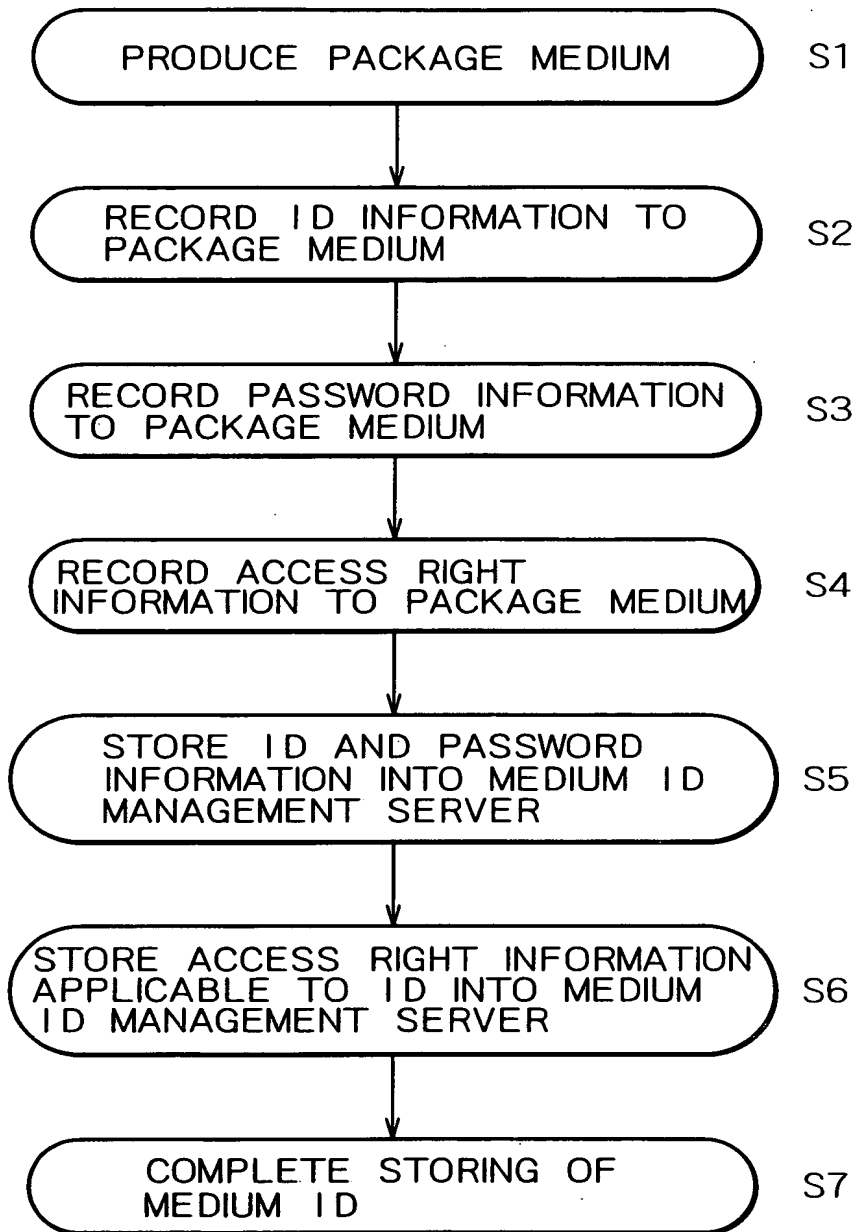 PRODUCE PACKAGE MEDIUM S1
RECORD ID INFORMATION TO
PACKAGE MEDIUM S2
RECORD PASSWORD INFORMATION
TO PACKAGE MEDIUM S3
RECORD ACCESS RIGHT
INFORMATION TO PACKAGE MEDIUM S4
STORE ID AND PASSWORD
INFORMATION INTO MEDIUM ID
MANAGEMENT SERVER S5
STORE ACCESS RIGHT INFORMATION
APPLICABLE TO ID INTO MEDIUM
ID MANAGEMENT SERVER S6
COMPLETE STORING OF
MEDIUM ID S7